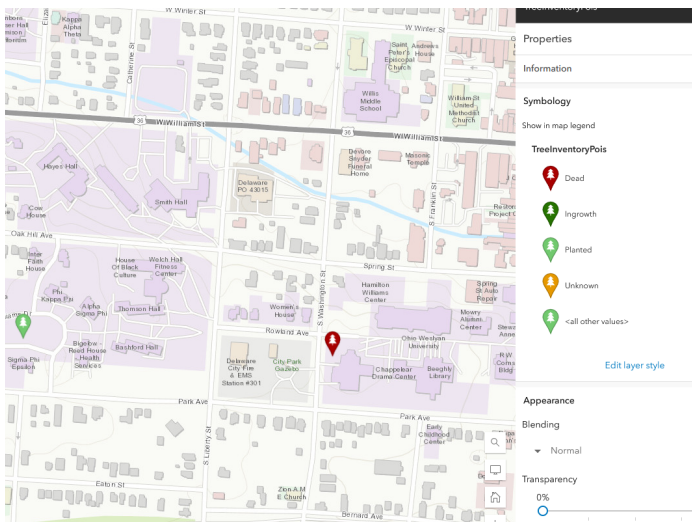 TreeInventoryPois
Properties
Information
Symbology
Show in map legend
TreeInventoryPois
Dead
Ingrowth
Planted
Unknown
<all other values>
Edit layer style
Appearance
Blending
Normal
Transparency
0%
W Winter St
W Winter St
Kappa
Alpha
Theta
Catherine St
Saint
Peter's
Episcopal
Church
Andrews
House
Willis
Middle
School
William St
United
Methodist
Church
36
36
W William St
W William St
Hayes Hall
Devore
Snyder
Funeral
Home
Masonic
Temple
Delaware
PO 43015
Smith Hall
Cow
House
S Franklin St
Project
Oak Hill Ave
Faith
House
House
Of Black
Culture
Welch Hall
Fitness
Center
Spring St
Hamilton
Williams
Center
Spring
St Auto
Repair
Phi
Kappa Psi
Alpha
Sigma Phi
Thomson Hall
Women's
House
S Washington St
Mowry
Alumni
Center
Rowland Ave
Ohio Wesleyan
University
Sigma Phi
Epsilon
Bigelow
Reed House
Health
Services
Bashford Hall
Delaware
City Fire
& EMS
Station #301
City Park
Gazebo
Chappelear
Drama Center
Beeghly
Library
R W
Bldg
Park Ave
Park Ave
S Liberty St
Early
Childhood
Center
Eaton St
Zion A M
E Church
Bernard Ave